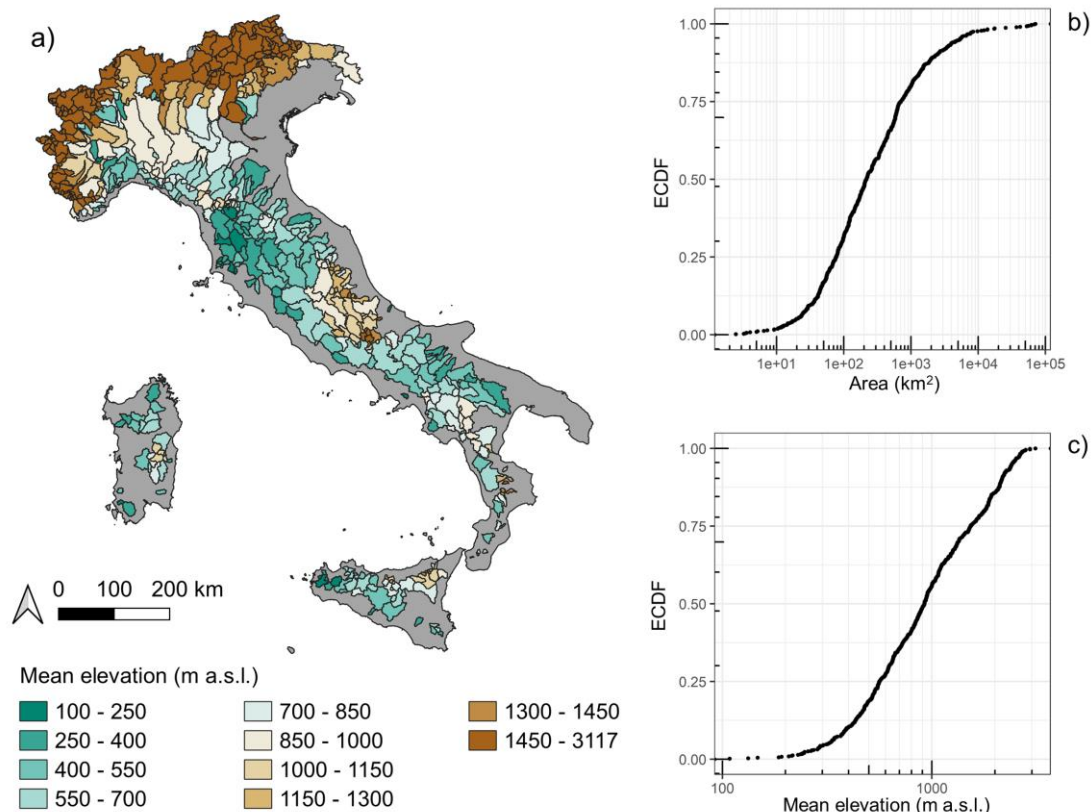 a)
0 100 200 km
Mean elevation (m a.s.l.)
100 - 250
250 - 400
400 - 550
550 - 700
700 - 850
850 - 1000
1000 - 1150
1150 - 1300
1300 - 1450
1450 - 3117
b)
ECDF
1.00
0.75
0.50
0.25
0.00
1e+01 1e+02 1e+03 1e+04 1e+05
Area (km²)
c)
ECDF
1.00
0.75
0.50
0.25
0.00
100 1000
Mean elevation (m a.s.l.)